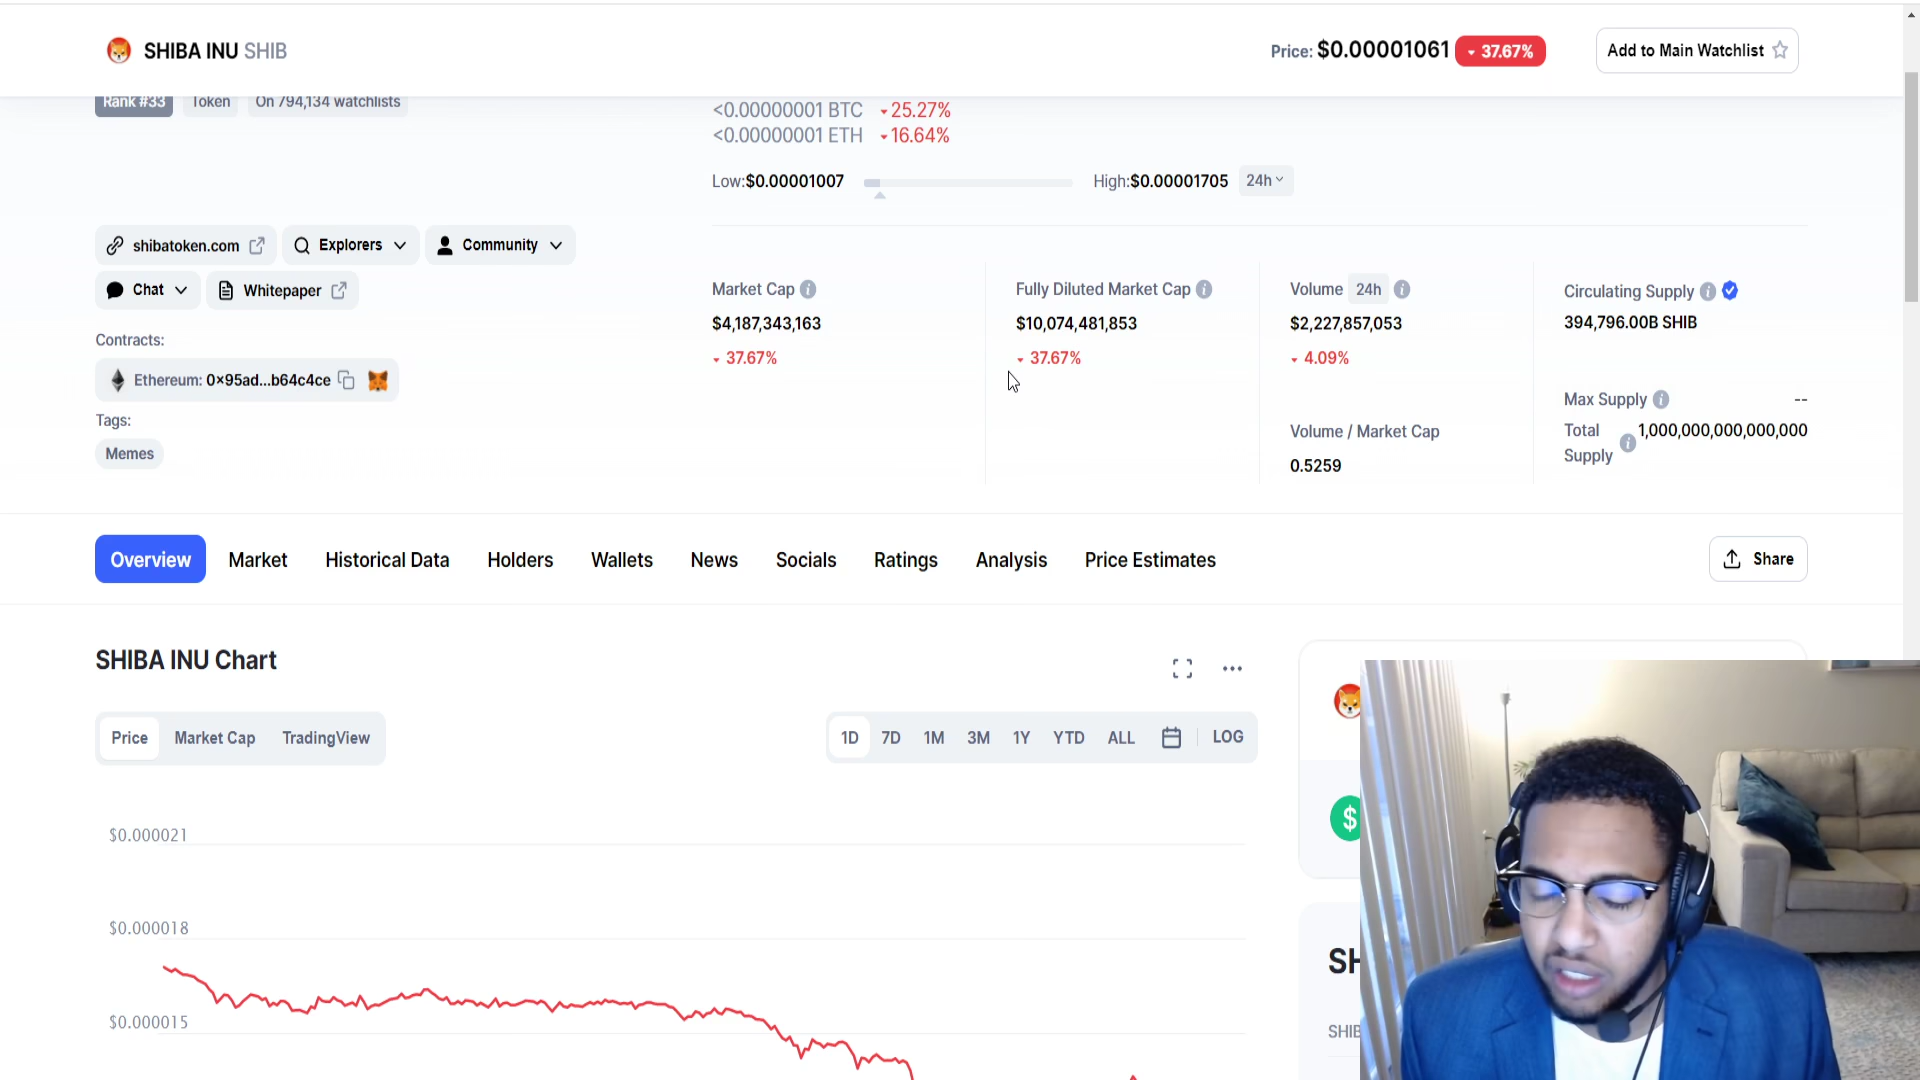 SHIBA INU SHIB
Price: $0.00001061 37.67%
Add to Main Watchlist
Rank #33 Token On 794,134 watchlists
<0.00000001 BTC 25.27%
<0.00000001 ETH 16.64%
Low:$0.00001007 High:$0.00001705 24h
shibatoken.com Explorers Community
Chat Whitepaper
Contracts:
Ethereum: 0x95ad...b64c4ce
Tags:
Memes
Market Cap
$4,187,343,163
37.67%
Fully Diluted Market Cap
$10,074,481,853
37.67%
Volume 24h
$2,227,857,053
4.09%
Volume / Market Cap
0.5259
Circulating Supply
394,796.00B SHIB
Max Supply --
Total Supply 1,000,000,000,000,000
Overview Market Historical Data Holders Wallets News Socials Ratings Analysis Price Estimates
Share
SHIBA INU Chart
Price Market Cap TradingView
1D 7D 1M 3M 1Y YTD ALL LOG
$0.000021
$0.000018
$0.000015
$
SH
SHIB